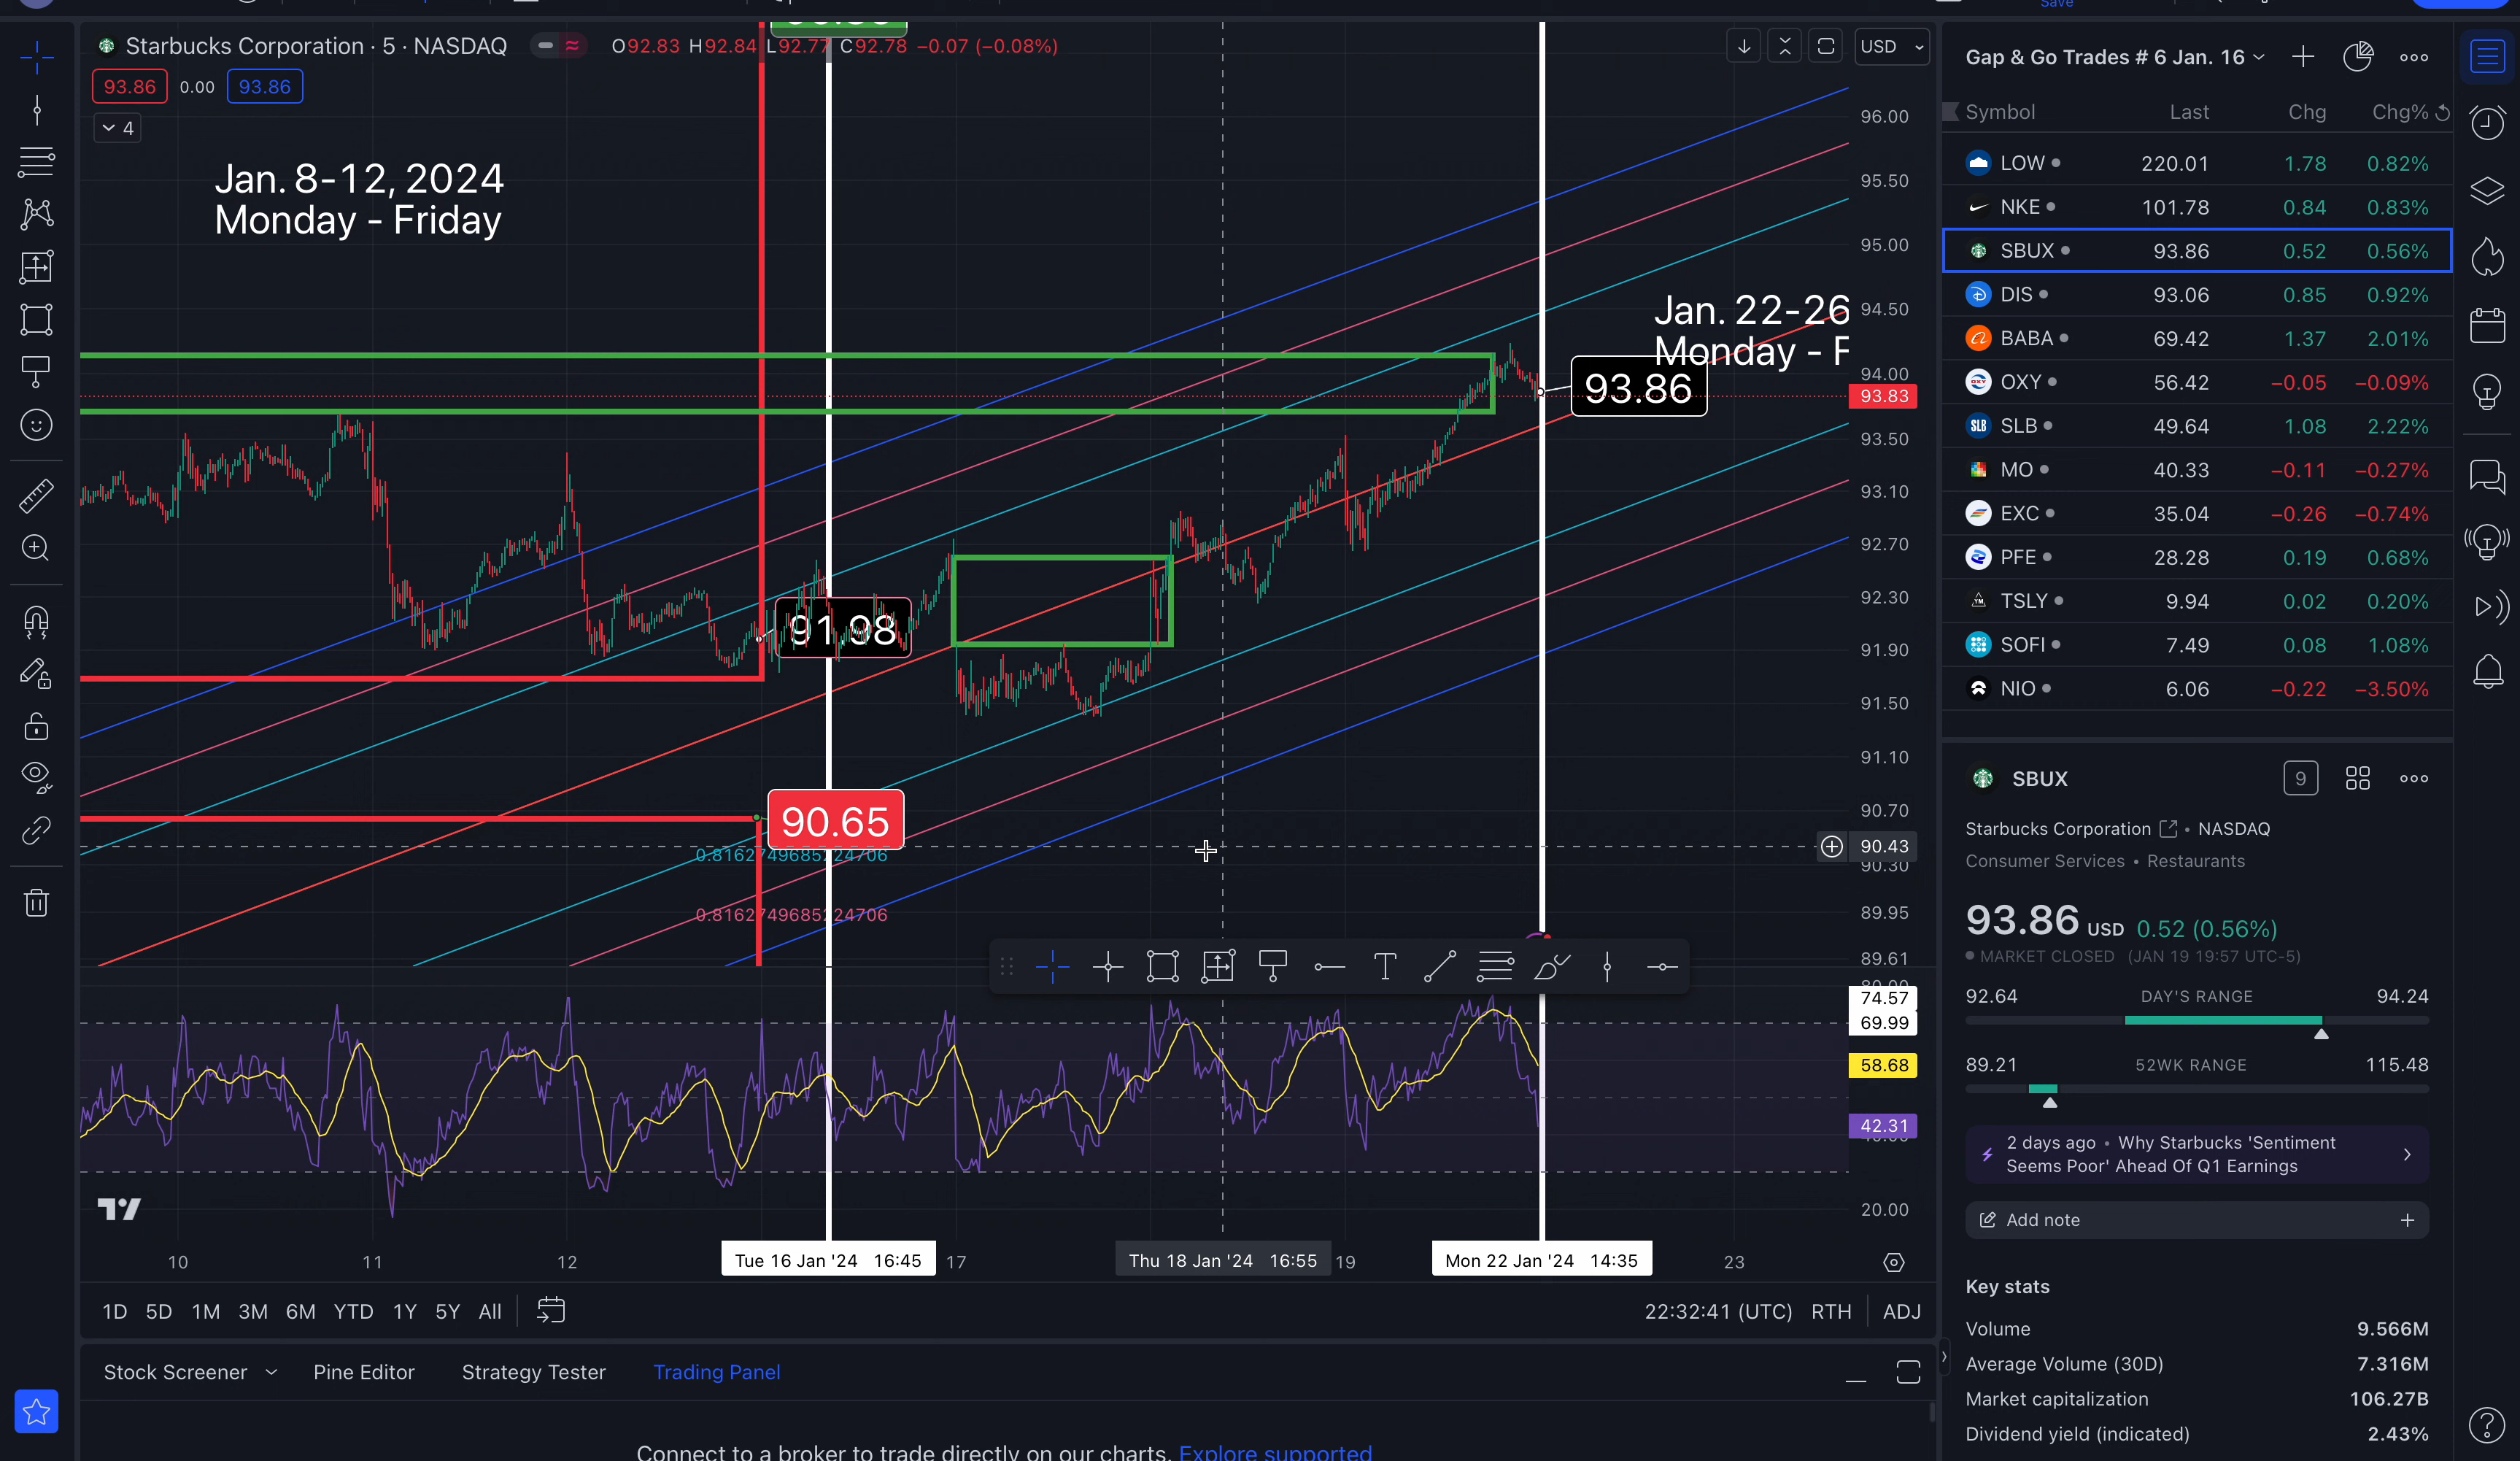 Save
Starbucks Corporation · 5 · NASDAQ
O92.83 H92.84 L92.77 C92.78 −0.07 (−0.08%)
USD
93.86 0.00 93.86
4
Jan. 8-12, 2024
Monday - Friday
Jan. 22-26
Monday - F
93.86
91.98
90.65
0.8162749685224706
0.8162749685224706
96.00
95.50
95.00
94.50
94.00
93.83
93.50
93.10
92.70
92.30
91.90
91.50
91.10
90.70
90.43
90.30
89.95
89.61
80.00
74.57
69.99
58.68
42.31
20.00
10 11 12 Tue 16 Jan '24 16:45 17 Thu 18 Jan '24 16:55 19 Mon 22 Jan '24 14:35 23
1D 5D 1M 3M 6M YTD 1Y 5Y All
22:32:41 (UTC) RTH ADJ
Stock Screener Pine Editor Strategy Tester Trading Panel
Connect to a broker to trade directly on our charts. Explore supported
Gap & Go Trades # 6 Jan. 16
Symbol Last Chg Chg%
LOW 220.01 1.78 0.82%
NKE 101.78 0.84 0.83%
SBUX 93.86 0.52 0.56%
DIS 93.06 0.85 0.92%
BABA 69.42 1.37 2.01%
OXY 56.42 −0.05 −0.09%
SLB SLB 49.64 1.08 2.22%
MO 40.33 −0.11 −0.27%
EXC 35.04 −0.26 −0.74%
PFE 28.28 0.19 0.68%
TSLY 9.94 0.02 0.20%
SOFI 7.49 0.08 1.08%
NIO 6.06 −0.22 −3.50%
SBUX
9
Starbucks Corporation • NASDAQ
Consumer Services • Restaurants
93.86 USD 0.52 (0.56%)
MARKET CLOSED (JAN 19 19:57 UTC-5)
92.64 DAY'S RANGE 94.24
89.21 52WK RANGE 115.48
2 days ago • Why Starbucks 'Sentiment
Seems Poor' Ahead Of Q1 Earnings
Add note
Key stats
Volume 9.566M
Average Volume (30D) 7.316M
Market capitalization 106.27B
Dividend yield (indicated) 2.43%